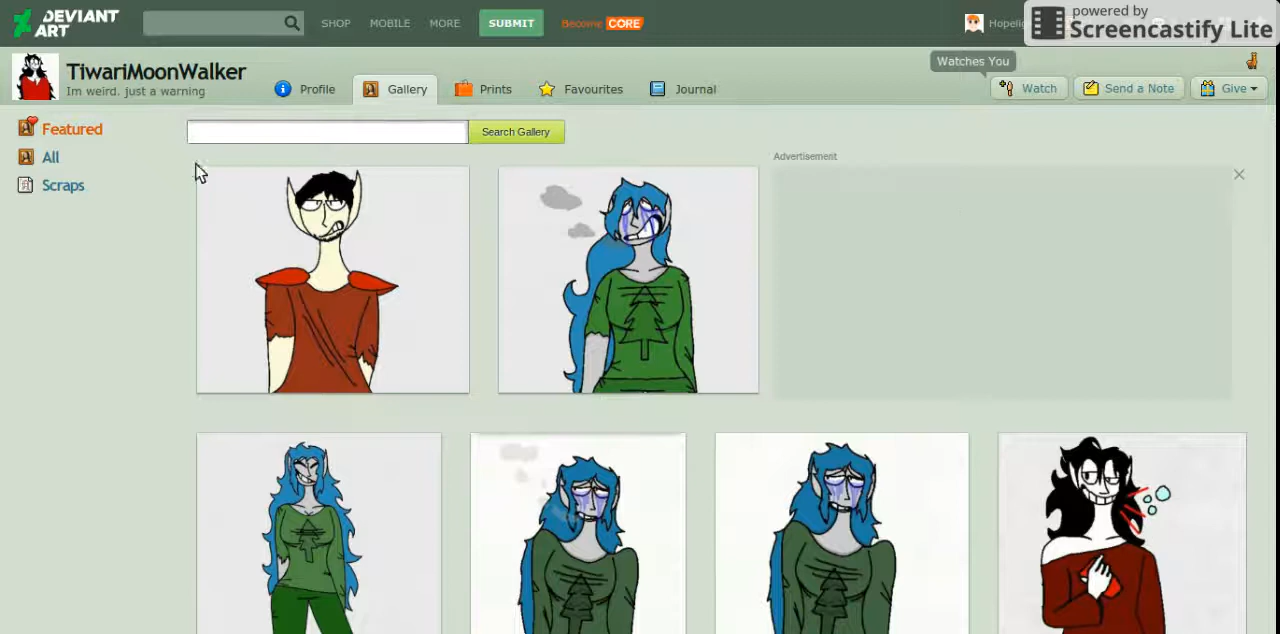 DEVIANT
ART
SHOP
MOBILE
MORE
SUBMIT
Become CORE
powered by
Screencastify Lite
TiwariMoonWalker
Im weird. just a warning
Profile
Gallery
Prints
Favourites
Journal
Watches You
Watch
Send a Note
Give
Featured
All
Scraps
Search Gallery
Advertisement